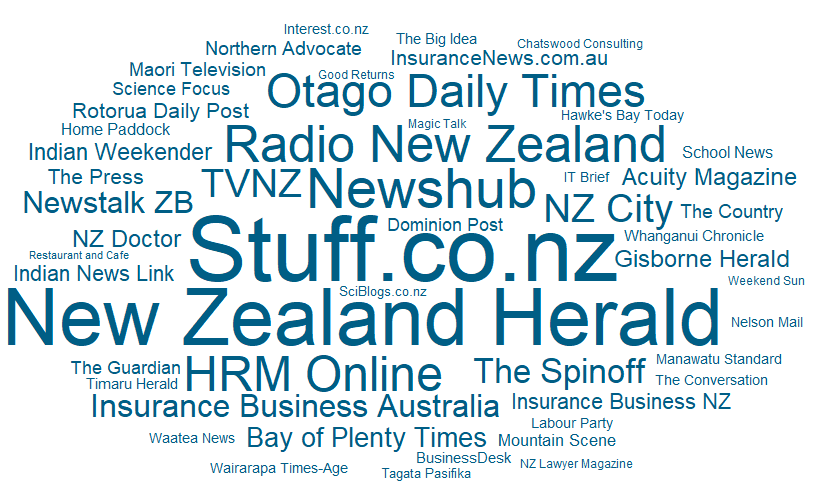 Interest.co.nz
The Big Idea
Chatswood Consulting
Northern Advocate
InsuranceNews.com.au
Maori Television
Good Returns
Science Focus
Otago Daily Times
Rotorua Daily Post
Hawke's Bay Today
Home Paddock
Magic Talk
Radio New Zealand
Indian Weekender
School News
The Press
TVNZ
Newshub
IT Brief
Acuity Magazine
Newstalk ZB
NZ City
The Country
Dominion Post
NZ Doctor
Stuff.co.nz
Whanganui Chronicle
Restaurant and Cafe
Gisborne Herald
Indian News Link
Weekend Sun
SciBlogs.co.nz
New Zealand Herald
Nelson Mail
The Guardian
HRM Online
The Spinoff
Manawatu Standard
Timaru Herald
The Conversation
Insurance Business Australia
Insurance Business NZ
Labour Party
Waatea News
Bay of Plenty Times
Mountain Scene
BusinessDesk
NZ Lawyer Magazine
Wairarapa Times-Age
Tagata Pasifika